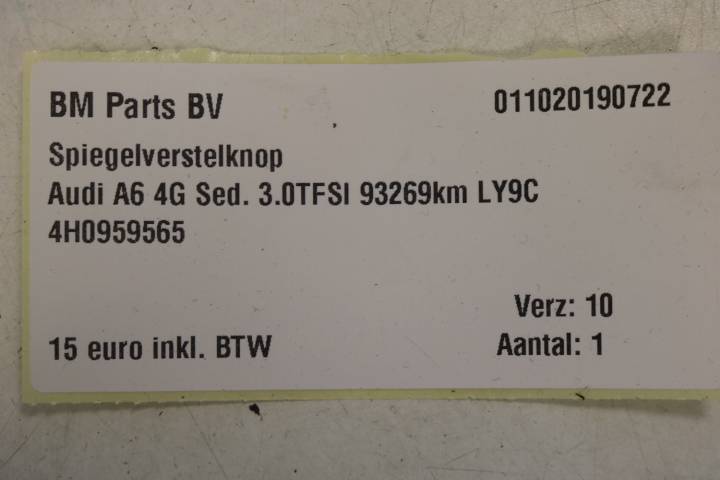 BM Parts BV 011020190722
Spiegelverstelknop
Audi A6 4G Sed. 3.0TFSI 93269km LY9C
4H0959565
Verz: 10
15 euro inkl. BTW Aantal: 1